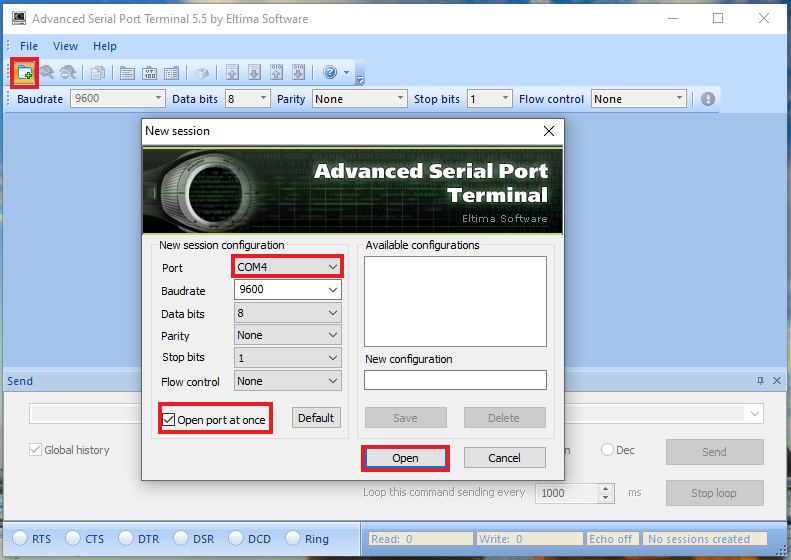 Advanced Serial Port Terminal 5.5 by Eltima Software
File View Help
Baudrate 9600 Data bits 8 Parity None Stop bits 1 Flow control None
New session
Advanced Serial Port
Terminal
Eltima Software
New session configuration
Port COM4
Baudrate 9600
Data bits 8
Parity None
Stop bits 1
Flow control None
Open port at once
Default
Available configurations
New configuration
Save Delete
Open Cancel
Send
Global history
Dec
Send
Loop this command sending every 1000 ms
Stop loop
RTS CTS DTR DSR DCD Ring Read: 0 Write: 0 Echo off No sessions created